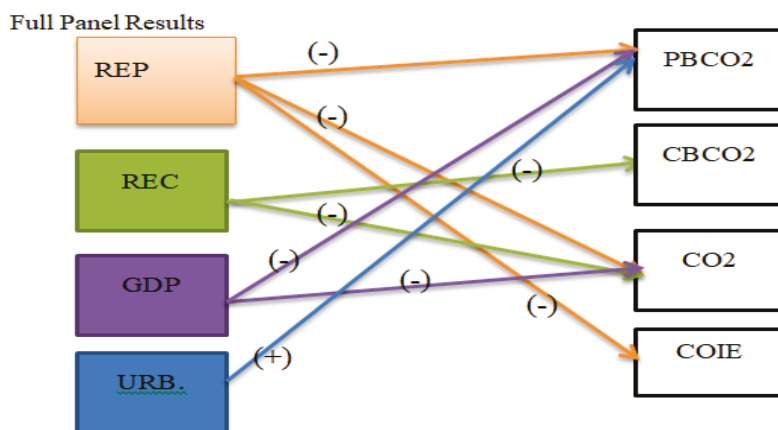 Full Panel Results
REP
(-)
PBCO2
(-)
REC
(-)
CBCO2
(-)
GDP
(-)
(-)
CO2
(-)
URB.
(+)
COIE